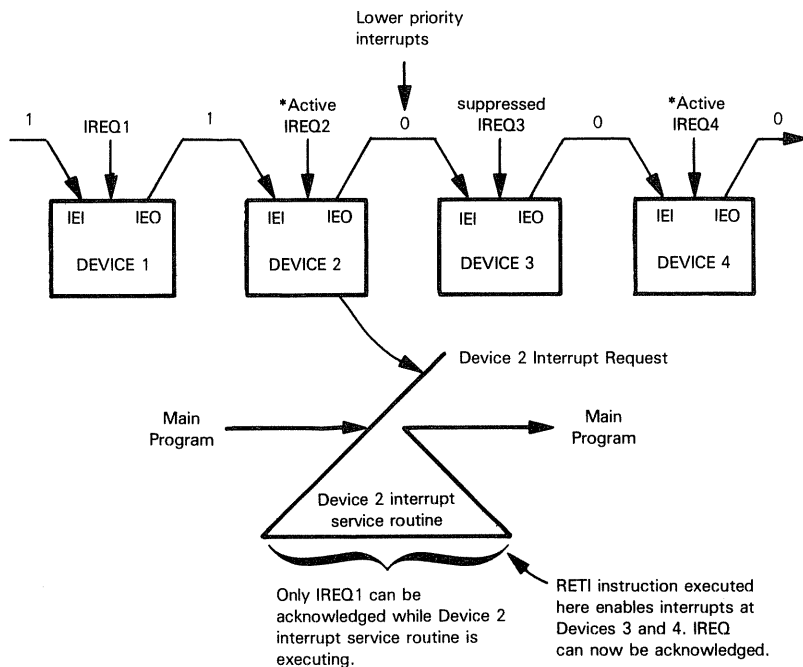 Lower priority
interrupts
1
IREQ1
1
*Active
IREQ2
0
suppressed
IREQ3
0
*Active
IREQ4
0
IEI IEO
DEVICE 1
IEI IEO
DEVICE 2
IEI IEO
DEVICE 3
IEI IEO
DEVICE 4
Device 2 Interrupt Request
Main
Program
Main
Program
Device 2 interrupt
service routine
Only IREQ1 can be
acknowledged while Device 2
interrupt service routine is
executing.
RETI instruction executed
here enables interrupts at
Devices 3 and 4. IREQ
can now be acknowledged.